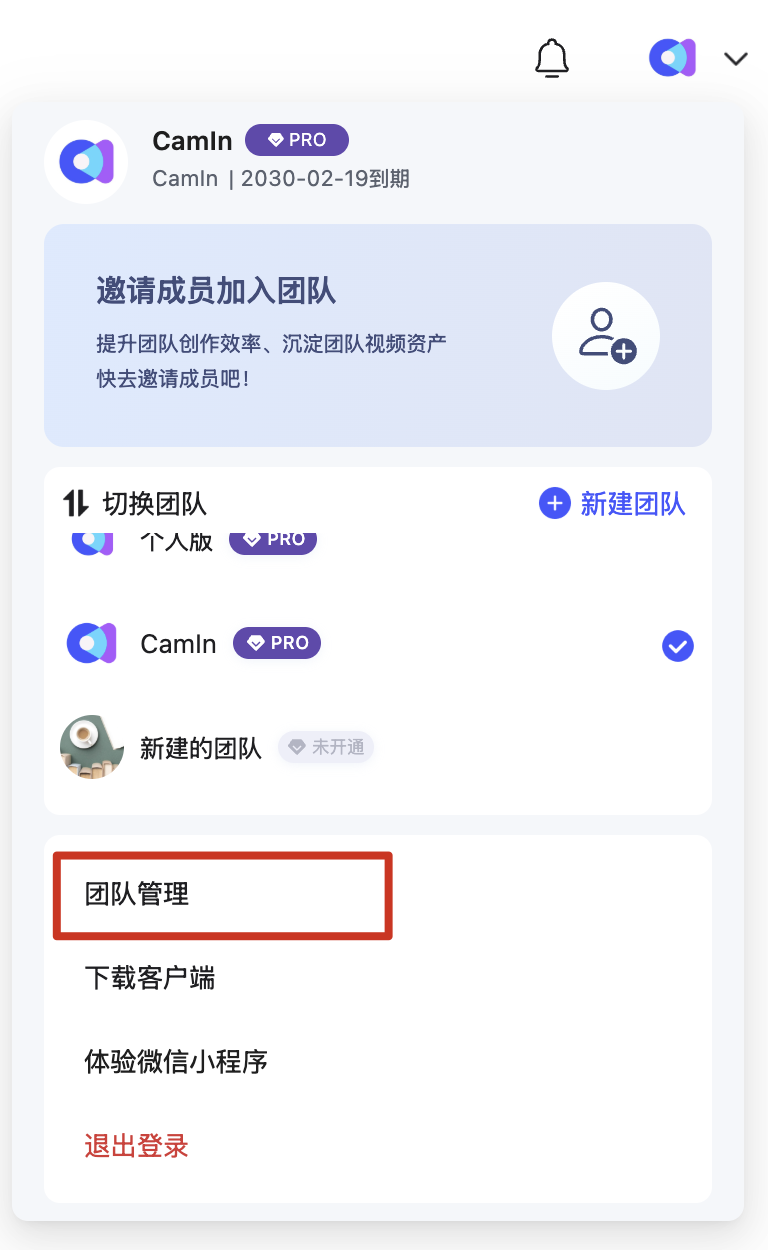 CamIn PRO
CamIn | 2030-02-19到期
邀请成员加入团队
提升团队创作效率、沉淀团队视频资产
快去邀请成员吧！
切换团队 新建团队
个人版 PRO
CamIn PRO
新建的团队 未开通
团队管理
下载客户端
体验微信小程序
退出登录